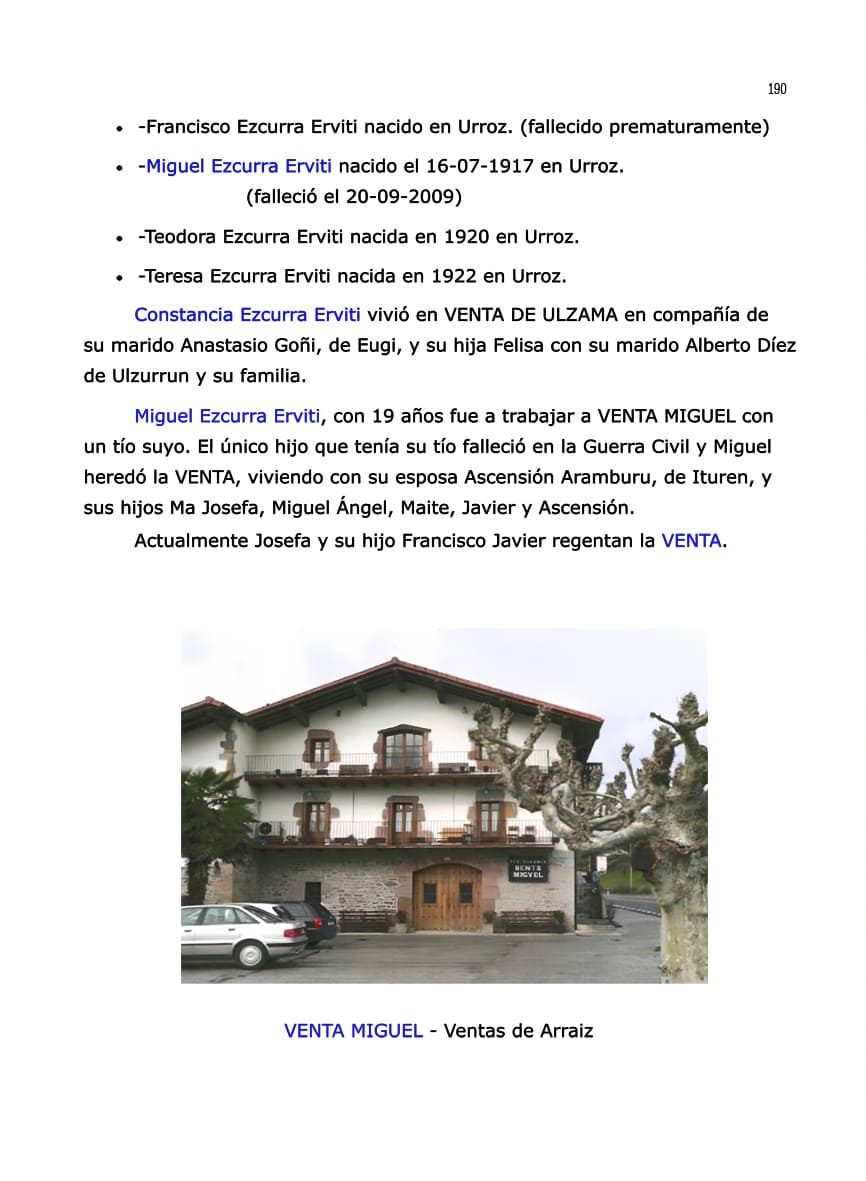 190
• -Francisco Ezcurra Erviti nacido en Urroz. (fallecido prematuramente)
• -Miguel Ezcurra Erviti nacido el 16-07-1917 en Urroz.
(falleció el 20-09-2009)
• -Teodora Ezcurra Erviti nacida en 1920 en Urroz.
• -Teresa Ezcurra Erviti nacida en 1922 en Urroz.
Constancia Ezcurra Erviti vivió en VENTA DE ULZAMA en compañía de
su marido Anastasio Goñi, de Eugi, y su hija Felisa con su marido Alberto Díez
de Ulzurrun y su familia.
Miguel Ezcurra Erviti, con 19 años fue a trabajar a VENTA MIGUEL con
un tío suyo. El único hijo que tenía su tío falleció en la Guerra Civil y Miguel
heredó la VENTA, viviendo con su esposa Ascensión Aramburu, de Ituren, y
sus hijos Ma Josefa, Miguel Ángel, Maite, Javier y Ascensión.
Actualmente Josefa y su hijo Francisco Javier regentan la VENTA.
BENTA
MIGVEL
VENTA MIGUEL - Ventas de Arraiz